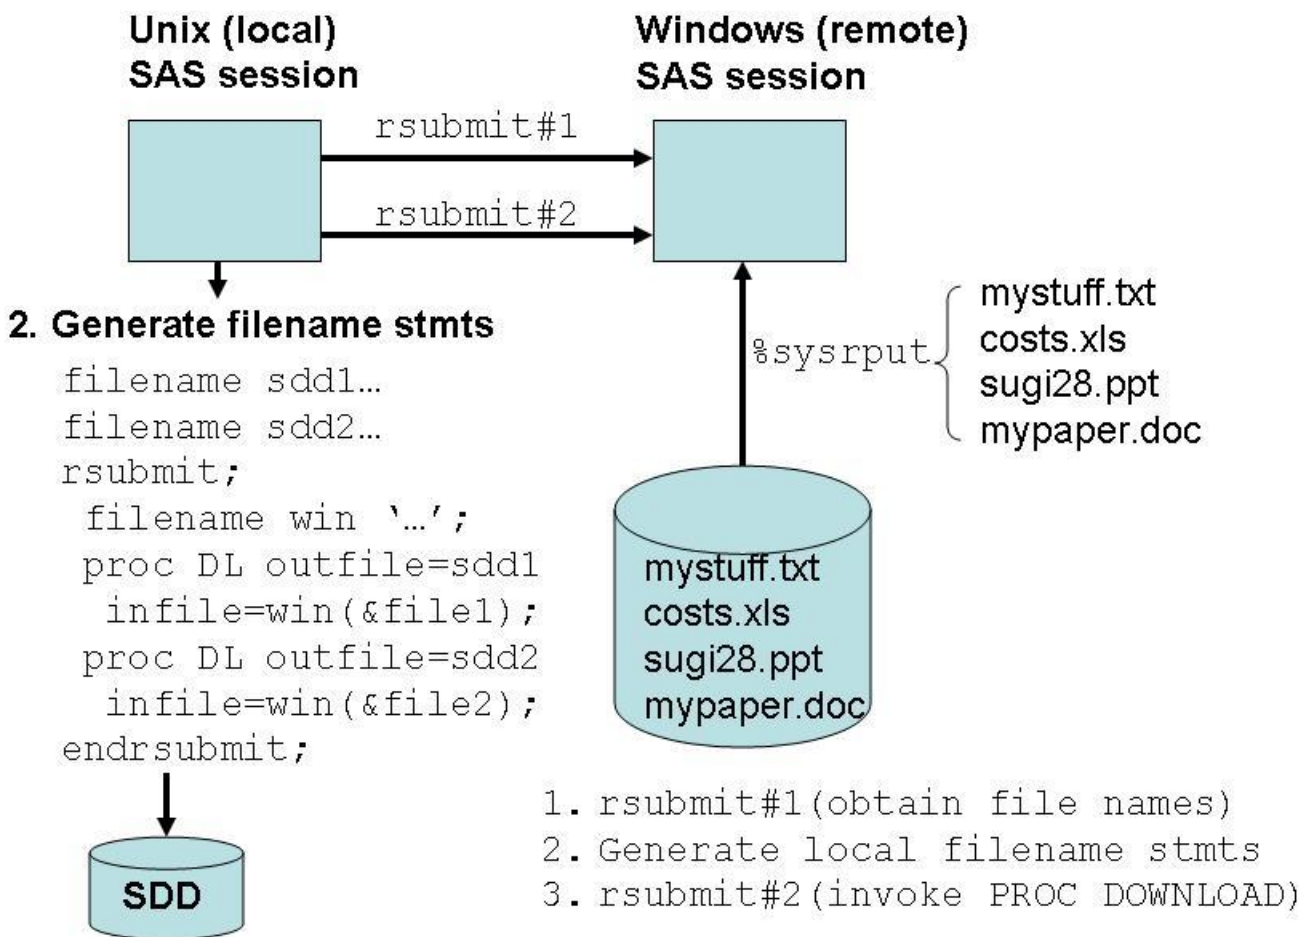 Unix (local)
SAS session
Windows (remote)
SAS session
rsubmit#1
rsubmit#2
2. Generate filename stmts
filename sdd1…
filename sdd2…
rsubmit;
filename win ‘…’;
proc DL outfile=sdd1
infile=win(&file1);
proc DL outfile=sdd2
infile=win(&file2);
endrsubmit;
SDD
%sysrput
mystuff.txt
costs.xls
sugi28.ppt
mypaper.doc
mystuff.txt
costs.xls
sugi28.ppt
mypaper.doc
1. rsubmit#1(obtain file names)
2. Generate local filename stmts
3. rsubmit#2(invoke PROC DOWNLOAD)